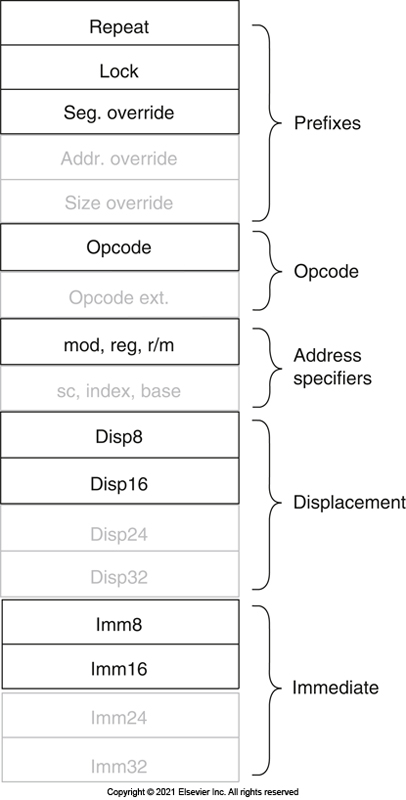 Repeat
Lock
Seg. override
Addr. override
Size override
Prefixes
Opcode
Opcode ext.
Opcode
mod, reg, r/m
sc, index, base
Address
specifiers
Disp8
Disp16
Disp24
Disp32
Displacement
Imm8
Imm16
Imm24
Imm32
Immediate
Copyright © 2021 Elsevier Inc. All rights reserved